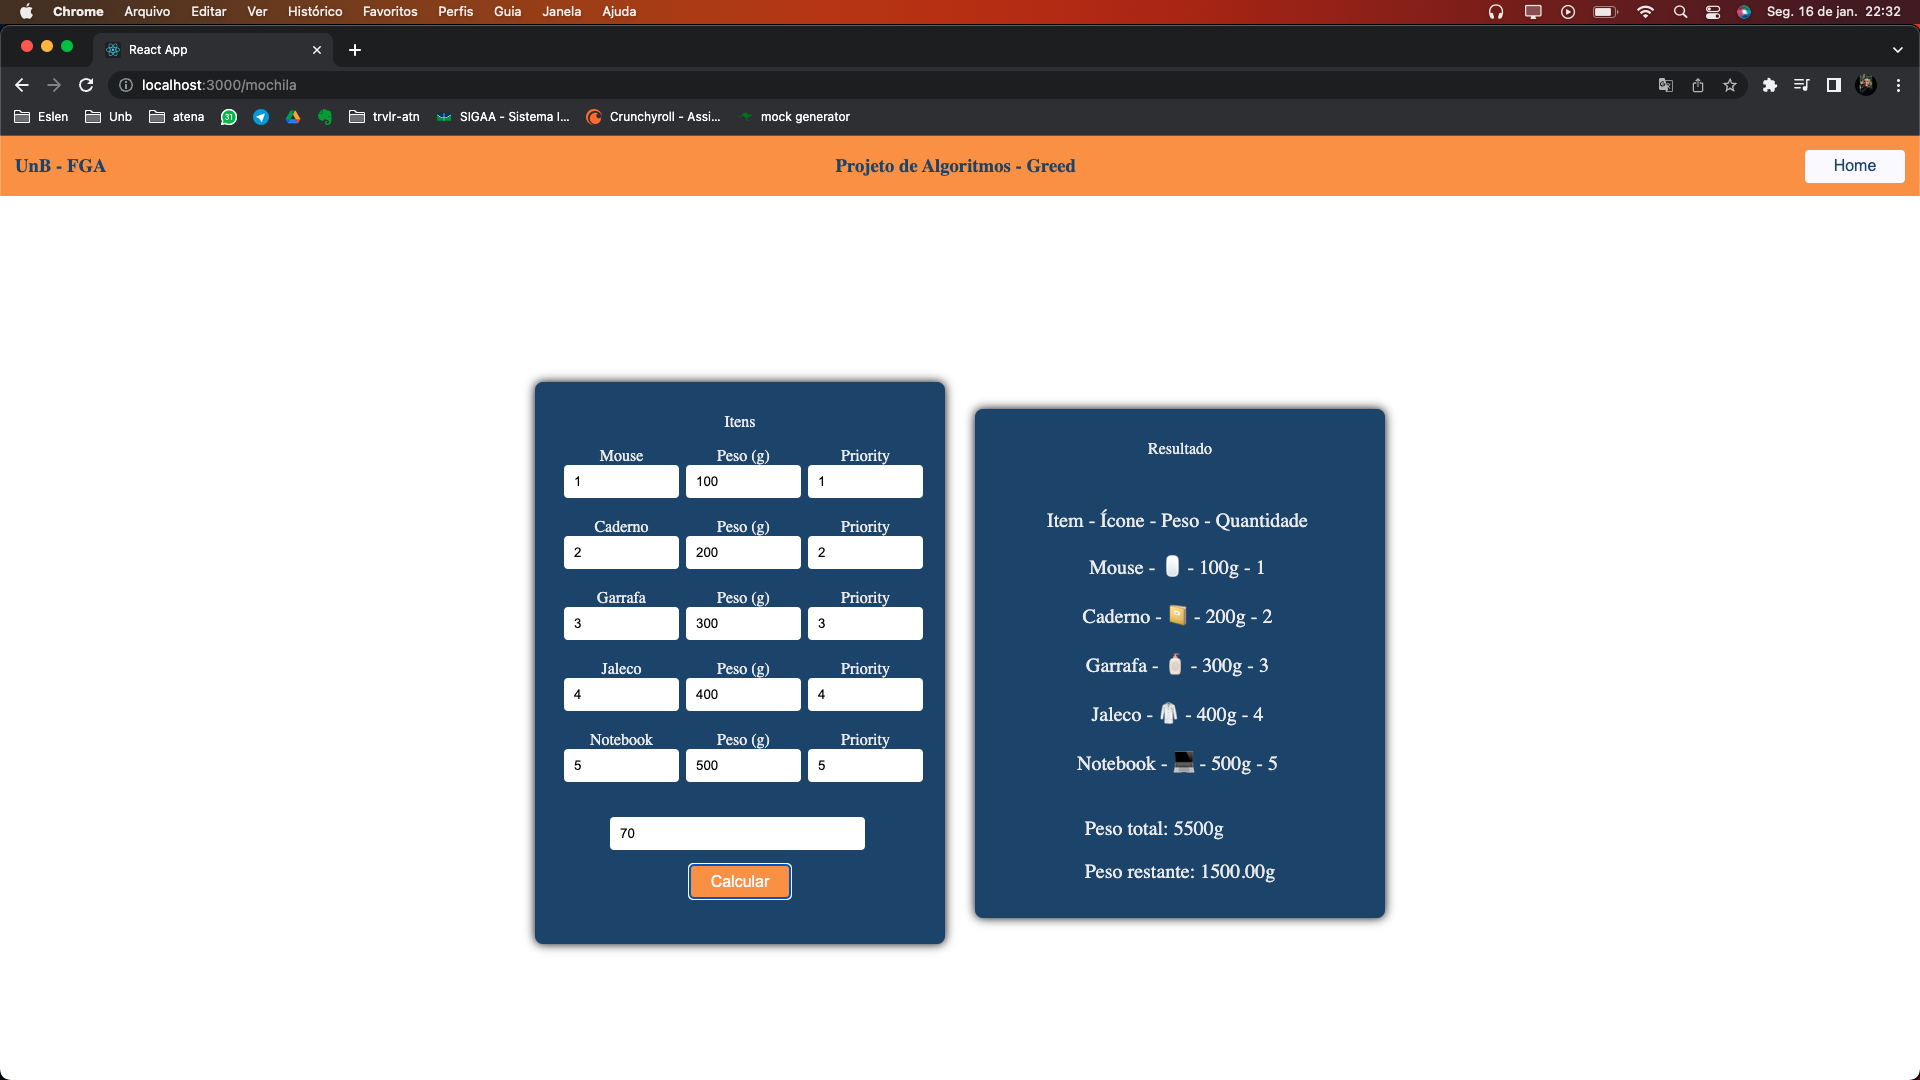 Chrome Arquivo Editar Ver Histórico Favoritos Perfis Guia Janela Ajuda Seg. 16 de jan. 22:32
React App
localhost:3000/mochila
Eslen Unb atena 31 trvlr-atn SIGAA - Sistema I... Crunchyroll - Assi... mock generator
UnB - FGA Projeto de Algoritmos - Greed Home
Itens
Mouse Peso (g) Priority
1 100 1
Caderno Peso (g) Priority
2 200 2
Garrafa Peso (g) Priority
3 300 3
Jaleco Peso (g) Priority
4 400 4
Notebook Peso (g) Priority
5 500 5
70
Calcular
Resultado
Item - Ícone - Peso - Quantidade
Mouse - - 100g - 1
Caderno - - 200g - 2
Garrafa - - 300g - 3
Jaleco - - 400g - 4
Notebook - - 500g - 5
Peso total: 5500g
Peso restante: 1500.00g